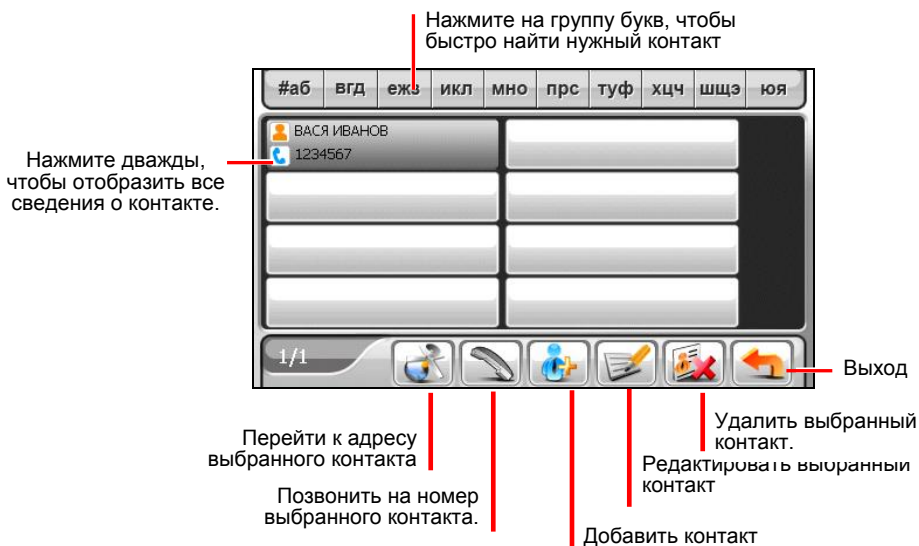 Нажмите на группу букв, чтобы
быстро найти нужный контакт
#аб вгд ежз икл мно прс туф хцч шщэ юя
ВАСЯ ИВАНОВ
1234567
Нажмите дважды,
чтобы отобразить все
сведения о контакте.
1/1
Выход
Удалить выбранный
контакт.
Перейти к адресу
выбранного контакта
Редактировать выбранный
контакт
Позвонить на номер
выбранного контакта.
Добавить контакт